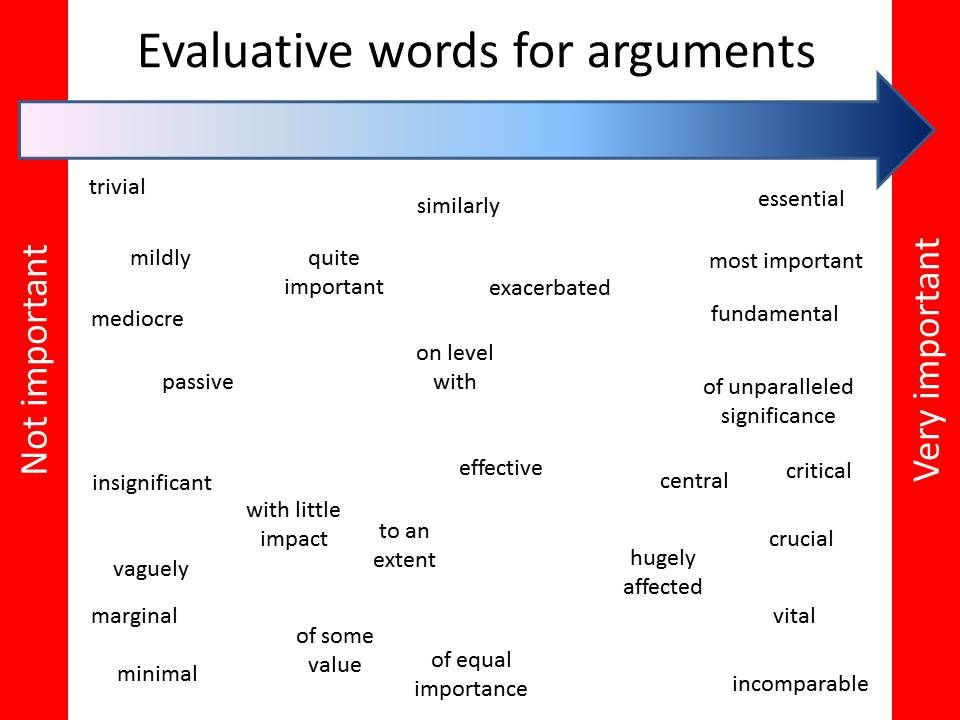 Evaluative words for arguments
Not important
Very important
trivial
similarly
essential
mildly
quite
important
exacerbated
most important
mediocre
fundamental
passive
on level
with
of unparalleled
significance
insignificant
effective
central
critical
with little
impact
to an
extent
crucial
vaguely
hugely
affected
marginal
vital
of some
value
minimal
of equal
importance
incomparable